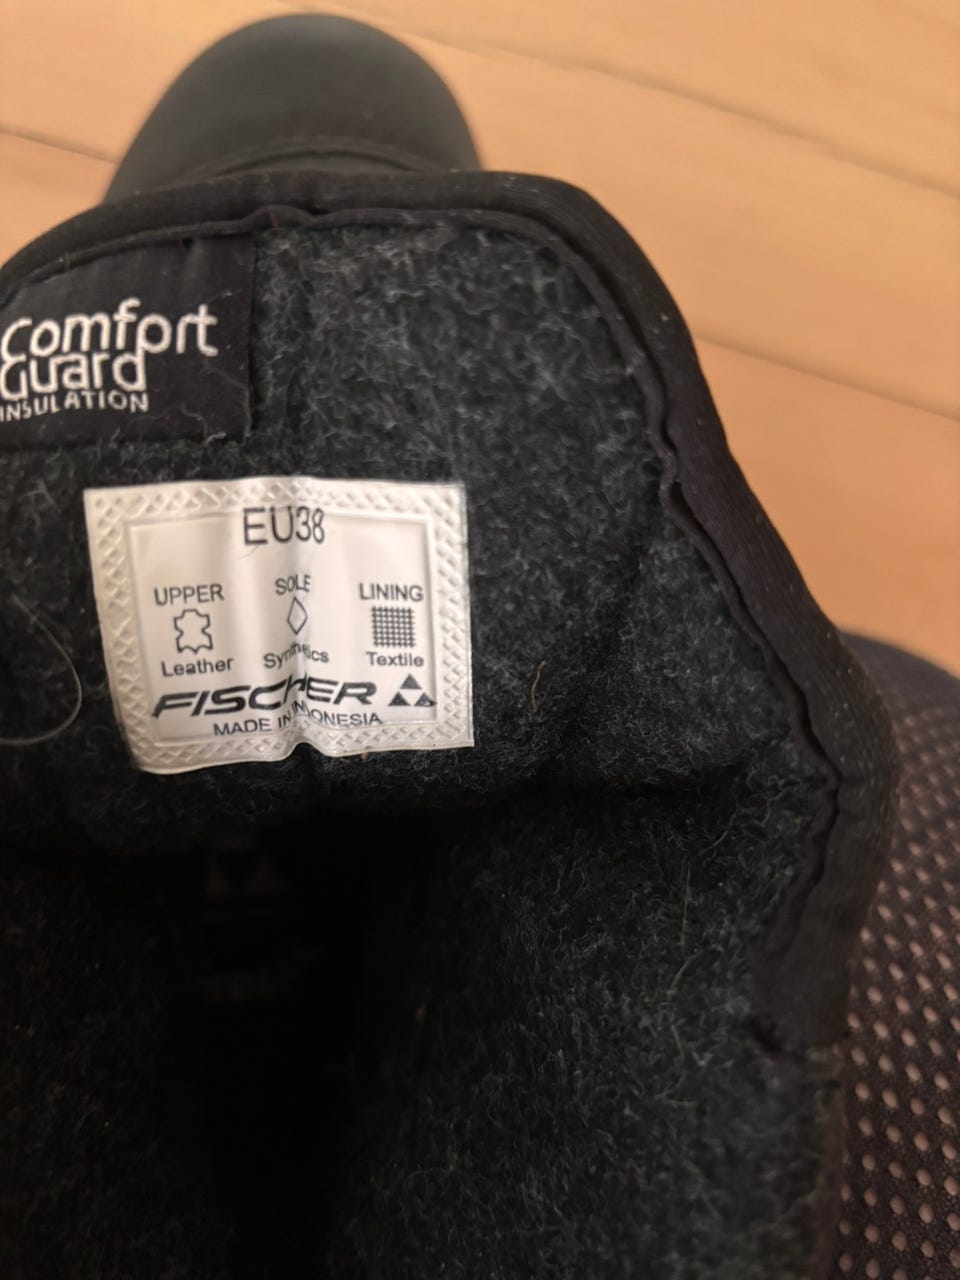 Comfort
Guard
INSULATION
EU38
UPPER SOLE LINING
Leather Synthetics Textile
FISCHER
MADE IN INDONESIA